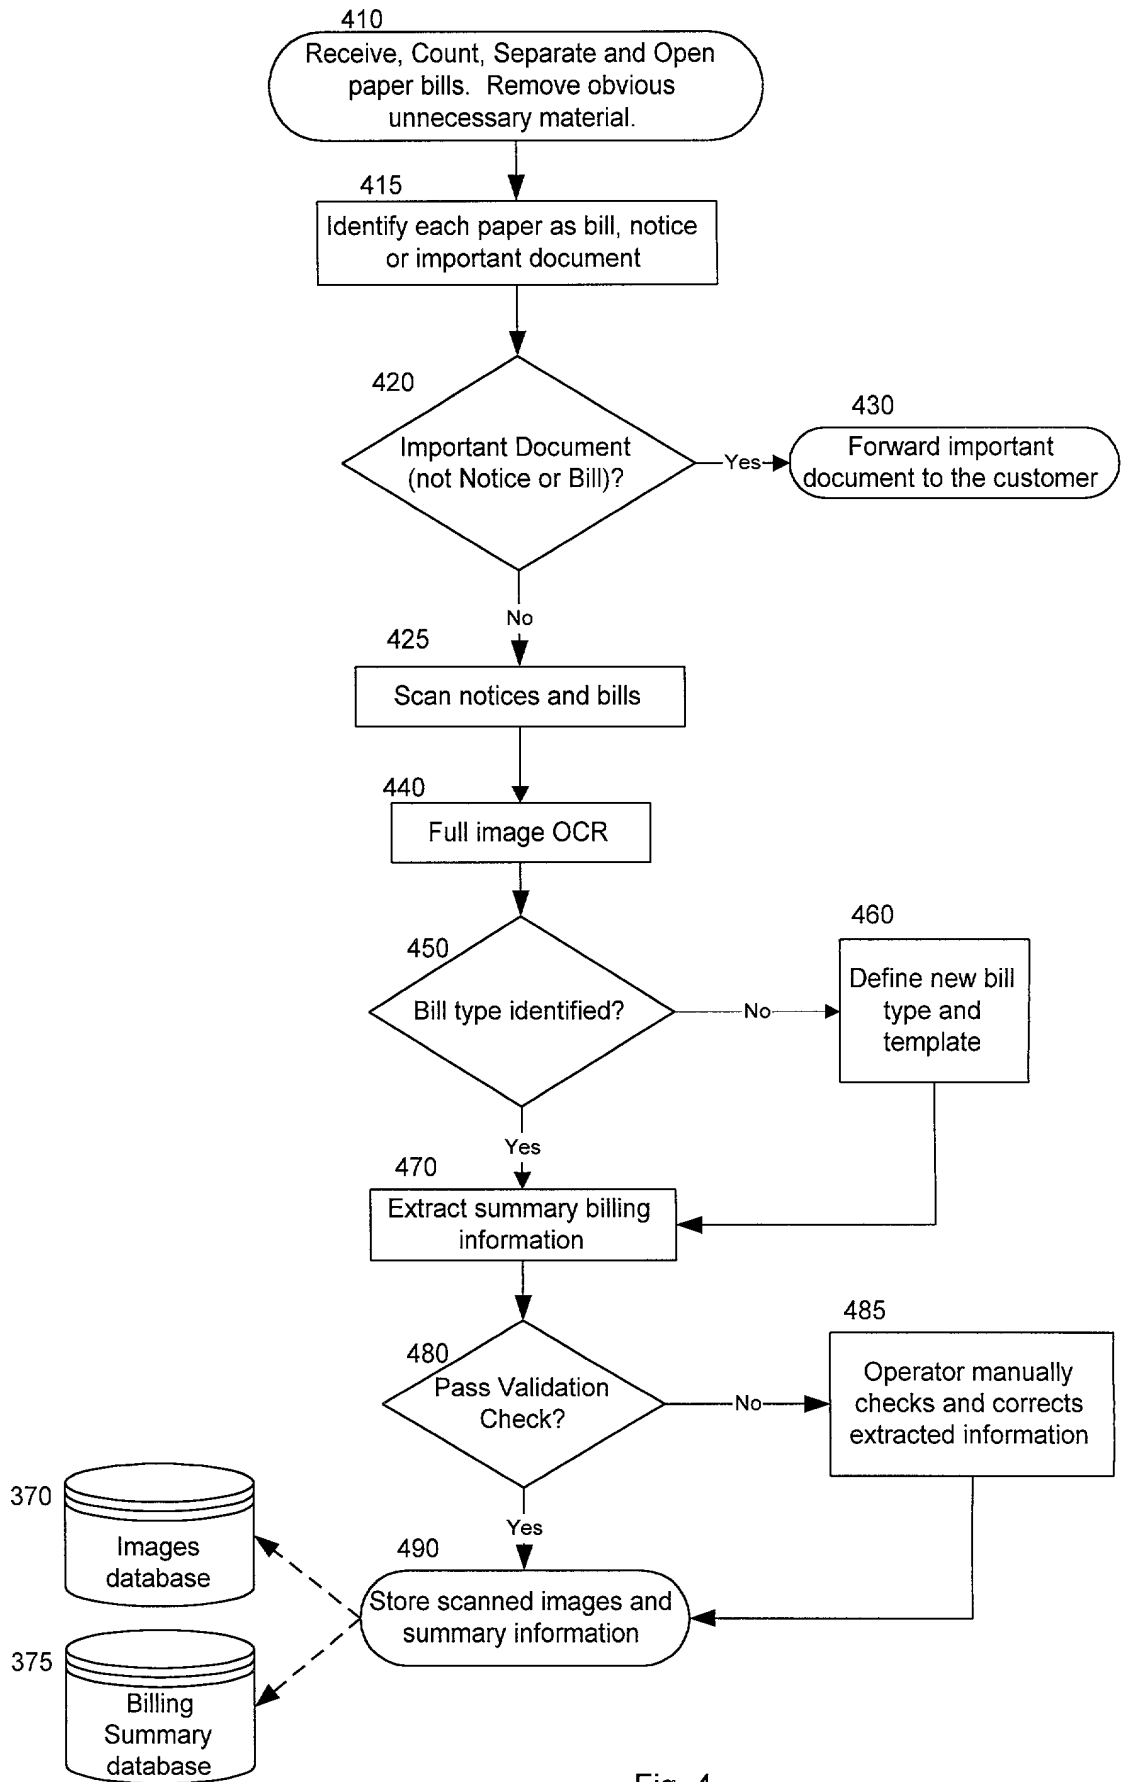 410
Receive, Count, Separate and Open
paper bills. Remove obvious
unnecessary material.
415
Identify each paper as bill, notice
or important document
420
Important Document
(not Notice or Bill)?
Yes
430
Forward important
document to the customer
No
425
Scan notices and bills
440
Full image OCR
450
Bill type identified?
No
460
Define new bill
type and
template
Yes
470
Extract summary billing
information
480
Pass Validation
Check?
No
485
Operator manually
checks and corrects
extracted information
Yes
490
Store scanned images and
summary information
370
Images
database
375
Billing
Summary
database
Fig. 4